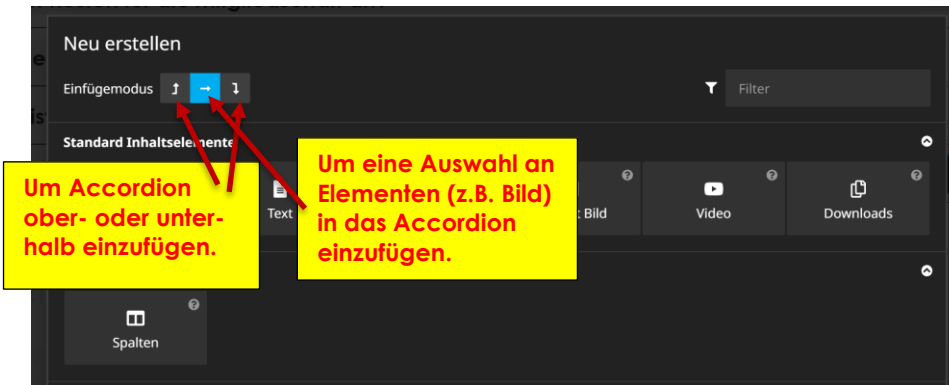 Neu erstellen
Einfügemodus
Filter
Standard Inhaltselemente
Um Accordion
ober- oder unter-
halb einzufügen.
Um eine Auswahl an
Elementen (z.B. Bild)
in das Accordion
einzufügen.
Text
Bild
Video
Downloads
Spalten